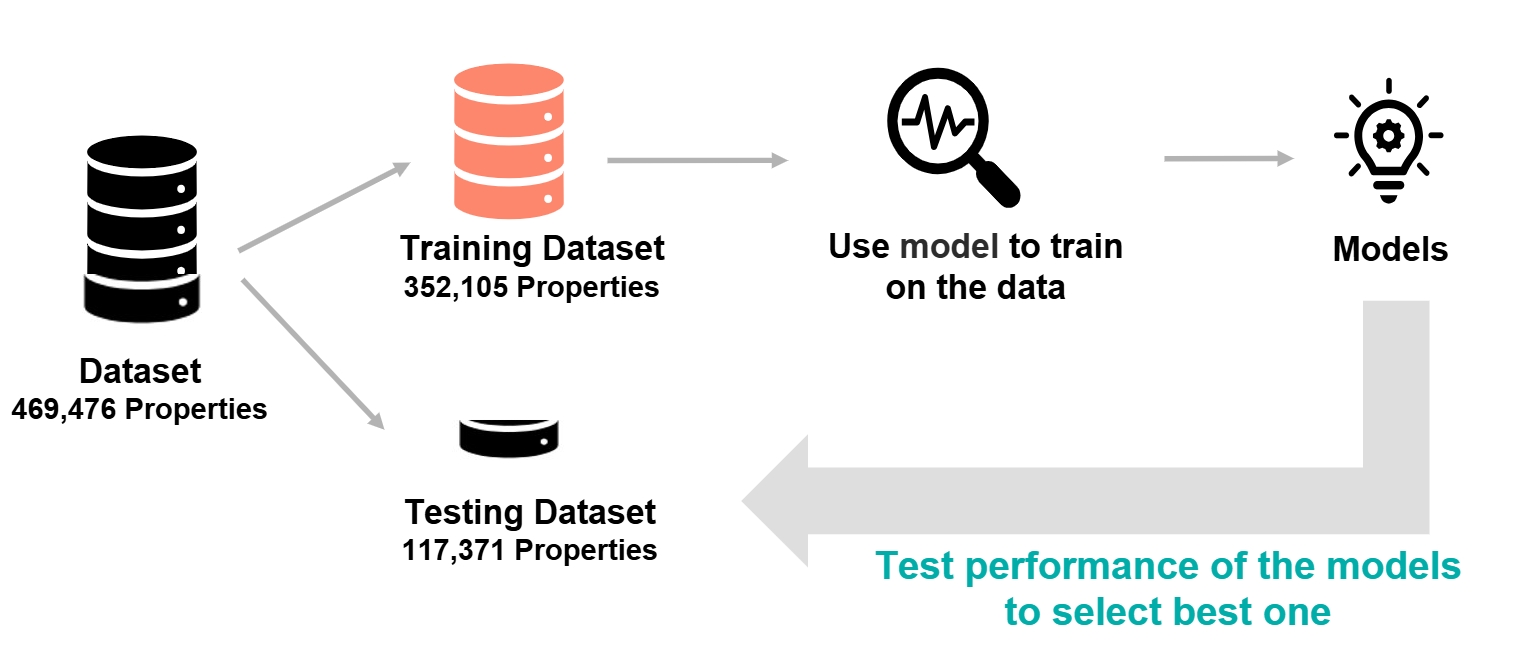 Training Dataset
352,105 Properties
Use model to train
on the data
Models
Dataset
469,476 Properties
Testing Dataset
117,371 Properties
Test performance of the models
to select best one